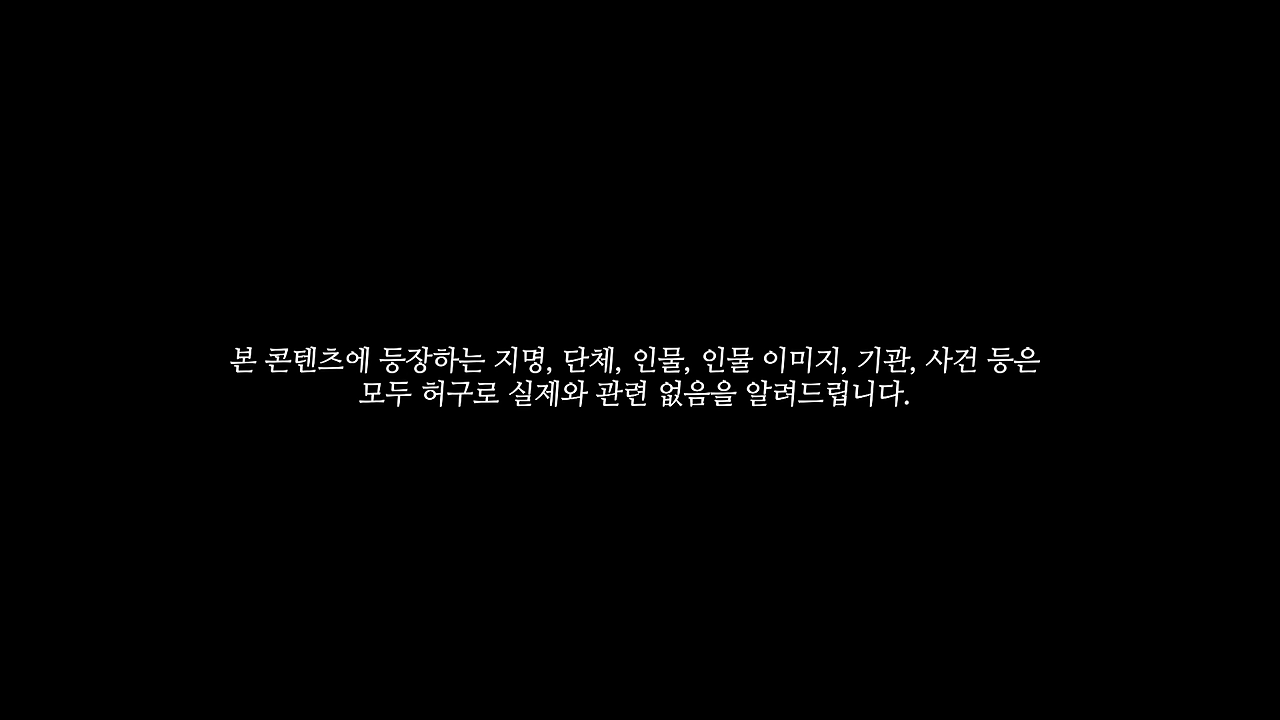 본 콘텐츠에 등장하는 지명, 단체, 인물, 인물 이미지, 기관, 사건 등은
모두 허구로 실제와 관련 없음을 알려드립니다.